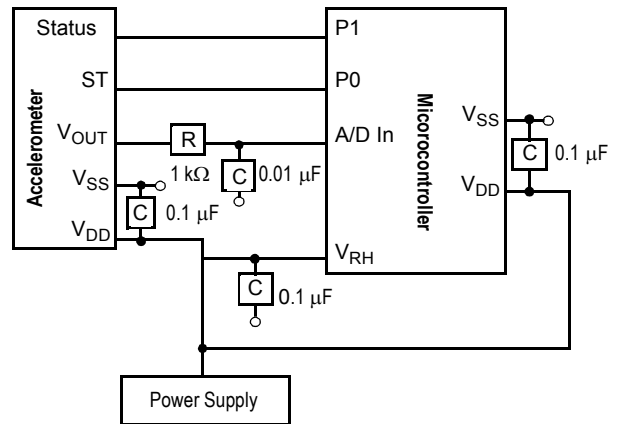 Status
P1
ST
P0
VOUT
R
A/D In
1 kΩ
C
0.01 µF
VSS
C
0.1 µF
VDD
Accelerometer
VRH
C
0.1 µF
Micorocontroller
VSS
C
0.1 µF
VDD
Power Supply